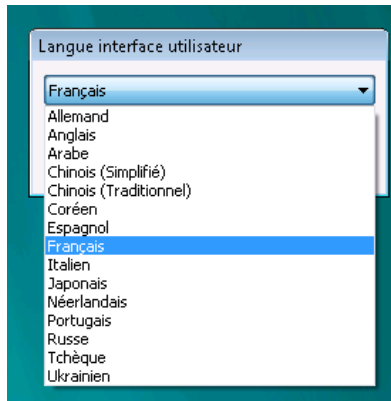 Langue interface utilisateur
Français
Allemand
Anglais
Arabe
Chinois (Simplifié)
Chinois (Traditionnel)
Coréen
Espagnol
Français
Italien
Japonais
Néerlandais
Portugais
Russe
Tchèque
Ukrainien